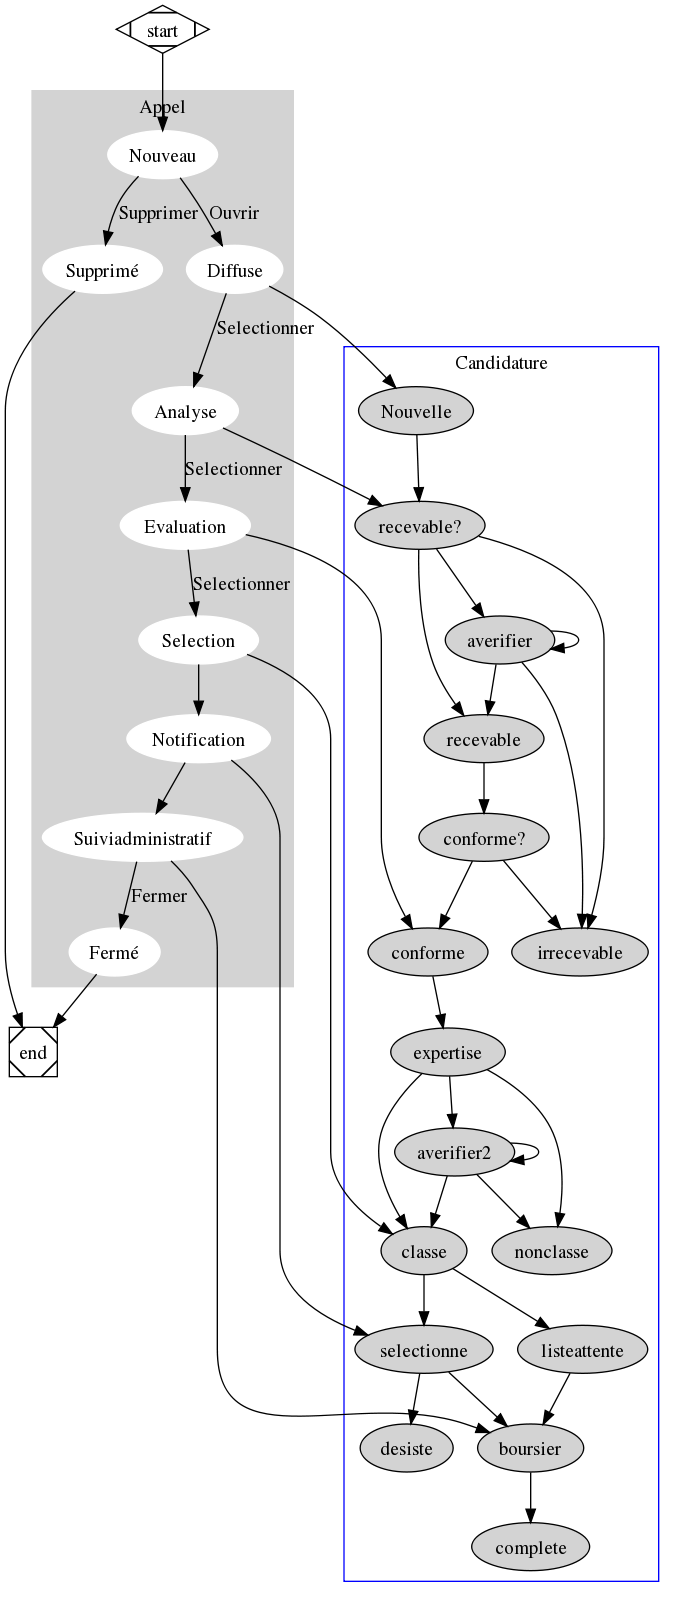 start
Appel
Nouveau
Supprimer
Ouvrir
Supprimé
Diffuse
Selectionner
Candidature
Analyse
Nouvelle
Selectionner
Evaluation
recevable?
Selectionner
Selection
averifier
Notification
recevable
Suiviadministratif
conforme?
Fermer
Fermé
conforme
irrecevable
end
expertise
averifier2
classe
nonclasse
selectionne
listeattente
desiste
boursier
complete